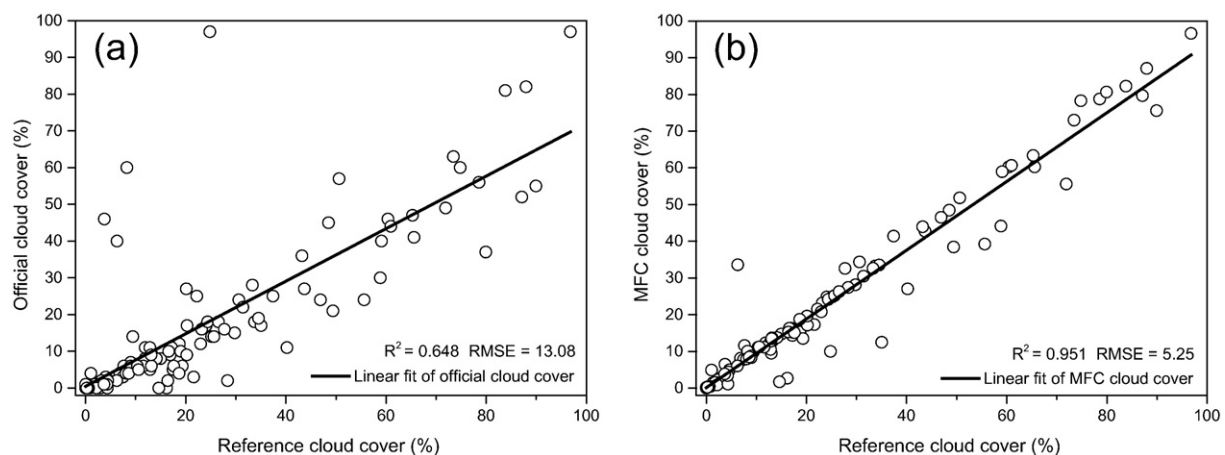 (a)
Official cloud cover (%)
100
90
80
70
60
50
40
30
20
10
0
R² = 0.648 RMSE = 13.08
Linear fit of official cloud cover
0 20 40 60 80 100
Reference cloud cover (%)
(b)
MFC cloud cover (%)
100
90
80
70
60
50
40
30
20
10
0
R² = 0.951 RMSE = 5.25
Linear fit of MFC cloud cover
0 20 40 60 80 100
Reference cloud cover (%)